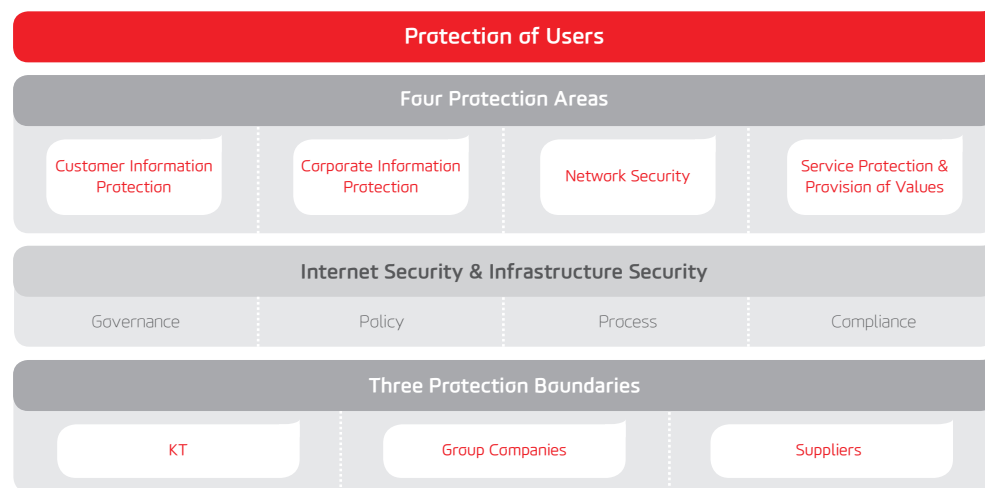 Protection of Users
Four Protection Areas
Customer Information
Protection
Corporate Information
Protection
Network Security
Service Protection &
Provision of Values
Internet Security & Infrastructure Security
Governance
Policy
Process
Compliance
Three Protection Boundaries
KT
Group Companies
Suppliers